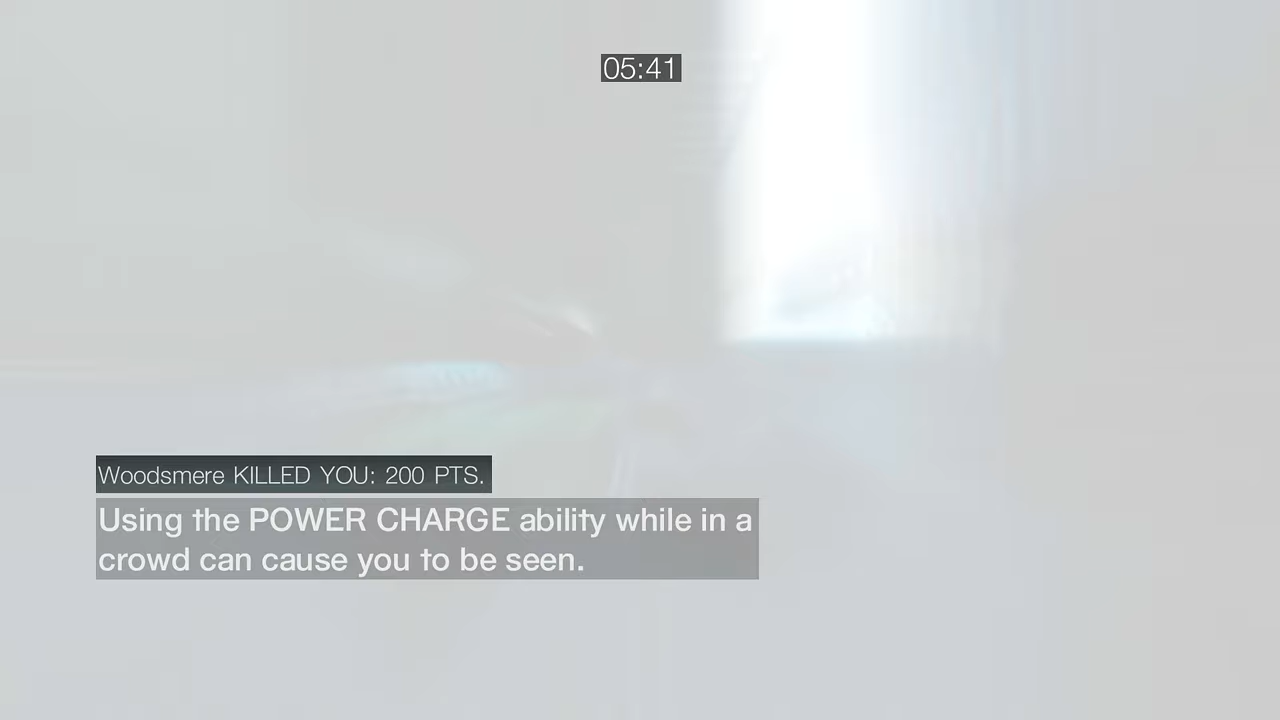 05:41
Woodsmere KILLED YOU: 200 PTS.
Using the POWER CHARGE ability while in a
crowd can cause you to be seen.